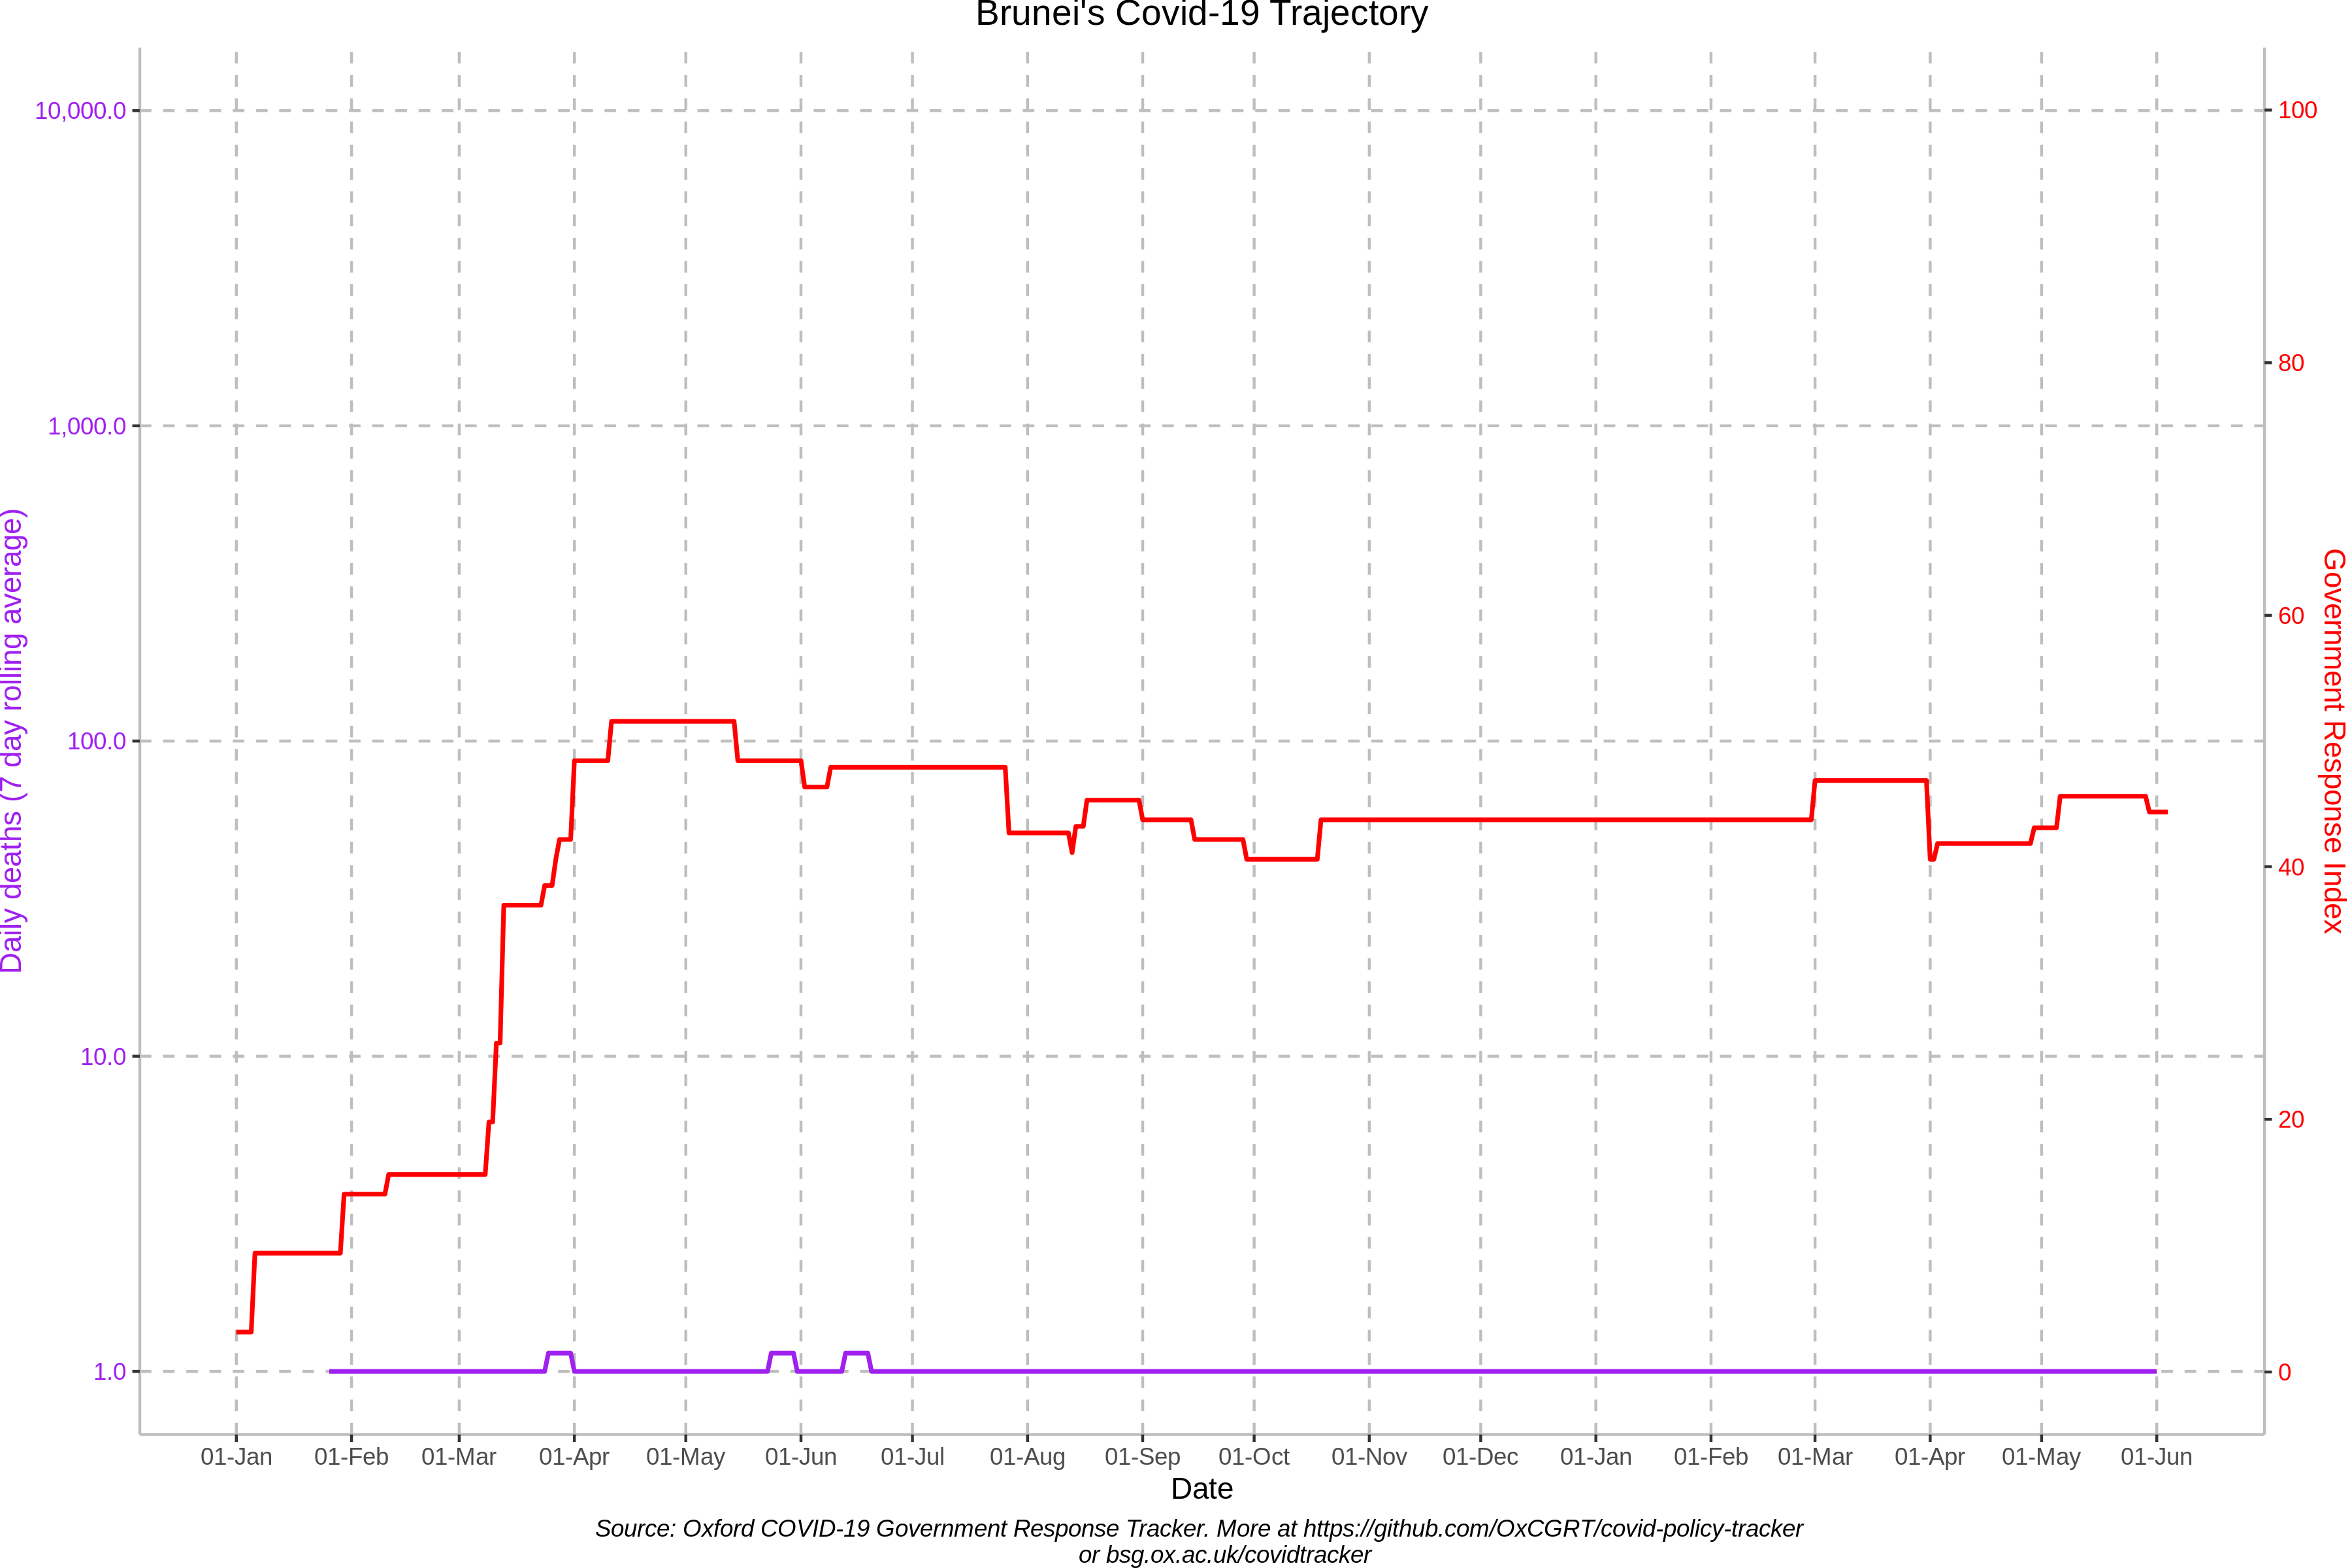 Brunei's Covid-19 Trajectory
10,000.0
1,000.0
100.0
10.0
1.0
Daily deaths (7 day rolling average)
100
80
60
40
20
0
Government Response Index
01-Jan 01-Feb 01-Mar 01-Apr 01-May 01-Jun 01-Jul 01-Aug 01-Sep 01-Oct 01-Nov 01-Dec 01-Jan 01-Feb 01-Mar 01-Apr 01-May 01-Jun
Date
Source: Oxford COVID-19 Government Response Tracker. More at https://github.com/OxCGRT/covid-policy-tracker
or bsg.ox.ac.uk/covidtracker